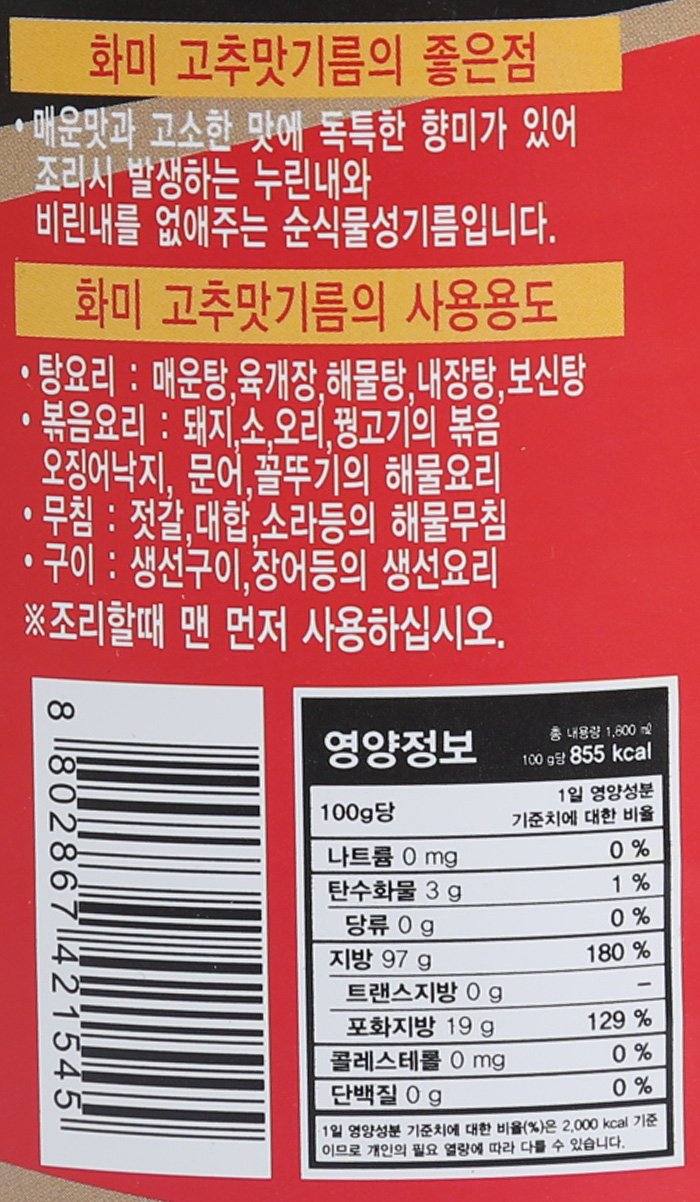 화미 고추맛기름의 좋은점
• 매운맛과 고소한 맛에 독특한 향미가 있어
조리시 발생하는 누린내와
비린내를 없애주는 순식물성기름입니다.
화미 고추맛기름의 사용용도
• 탕요리 : 매운탕,육개장,해물탕,내장탕,보신탕
• 볶음요리 : 돼지,소,오리,꿩고기의 볶음
오징어낙지, 문어,꼴뚜기의 해물요리
• 무침 : 젓갈,대합,소라등의 해물무침
• 구이 : 생선구이,장어등의 생선요리
※조리할때 맨 먼저 사용하십시오.
8 802867 421545
영양정보
총 내용량 1,800 ㎖
100 g당 855 kcal
100g당
1일 영양성분
기준치에 대한 비율
나트륨 0 mg 0 %
탄수화물 3 g 1 %
당류 0 g 0 %
지방 97 g 180 %
트랜스지방 0 g –
포화지방 19 g 129 %
콜레스테롤 0 mg 0 %
단백질 0 g 0 %
1일 영양성분 기준치에 대한 비율(%)은 2,000 kcal 기준
이므로 개인의 필요 열량에 따라 다를 수 있습니다.